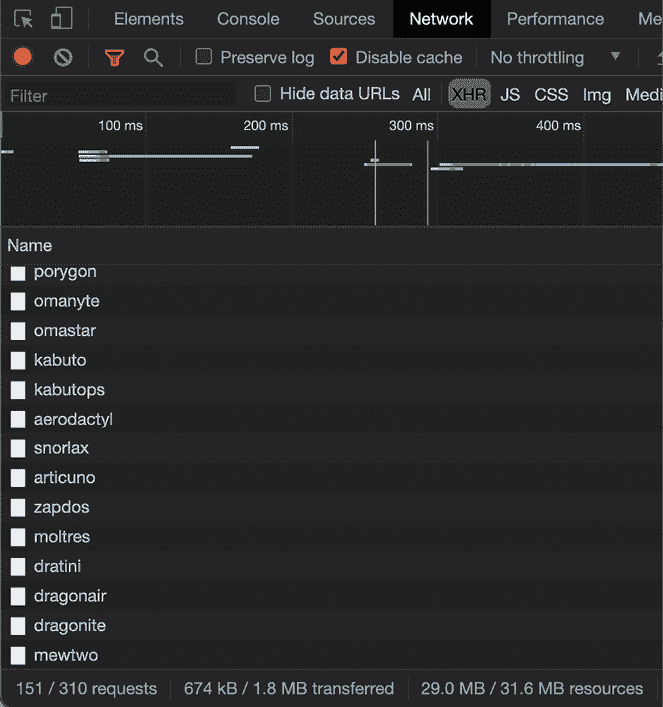 Elements Console Sources Network Performance Me
Preserve log Disable cache No throttling
Filter Hide data URLs All XHR JS CSS Img Medi
100 ms 200 ms 300 ms 400 ms
Name
porygon
omanyte
omastar
kabuto
kabutops
aerodactyl
snorlax
articuno
zapdos
moltres
dratini
dragonair
dragonite
mewtwo
151 / 310 requests 674 kB / 1.8 MB transferred 29.0 MB / 31.6 MB resources